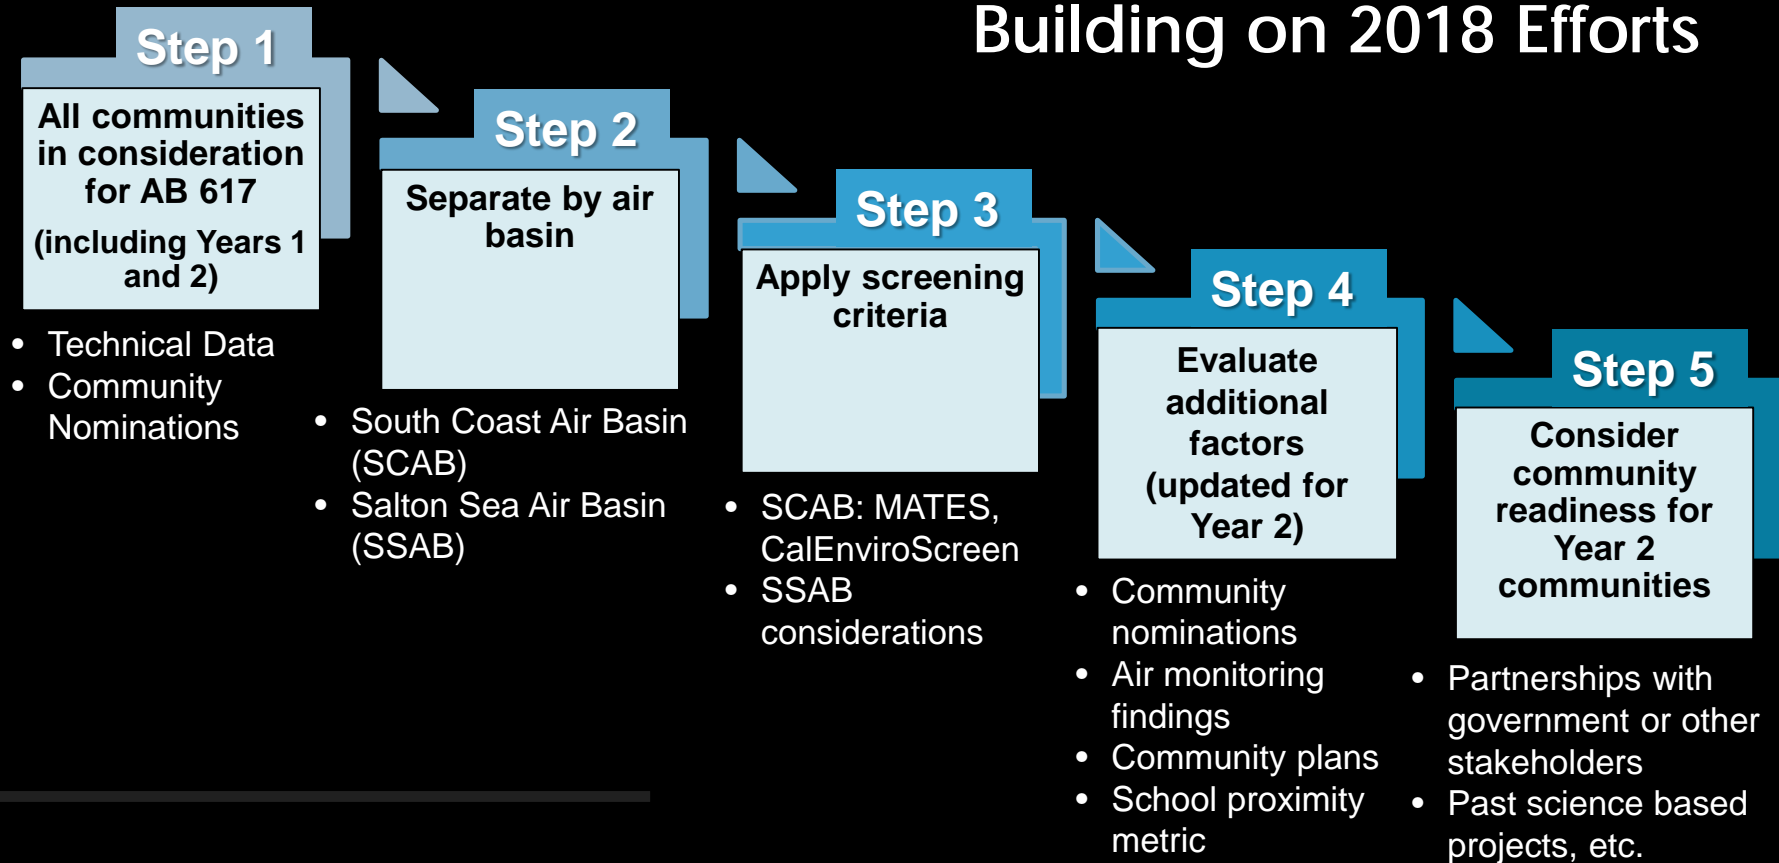 Building on 2018 Efforts
Step 1
All communities
in consideration
for AB 617
(including Years 1
and 2)
• Technical Data
• Community
Nominations
Step 2
Separate by air
basin
• South Coast Air Basin
(SCAB)
• Salton Sea Air Basin
(SSAB)
Step 3
Apply screening
criteria
• SCAB: MATES,
CalEnviroScreen
• SSAB
considerations
Step 4
Evaluate
additional
factors
(updated for
Year 2)
• Community
nominations
• Air monitoring
findings
• Community plans
• School proximity
metric
Step 5
Consider
community
readiness for
Year 2
communities
• Partnerships with
government or other
stakeholders
• Past science based
projects, etc.